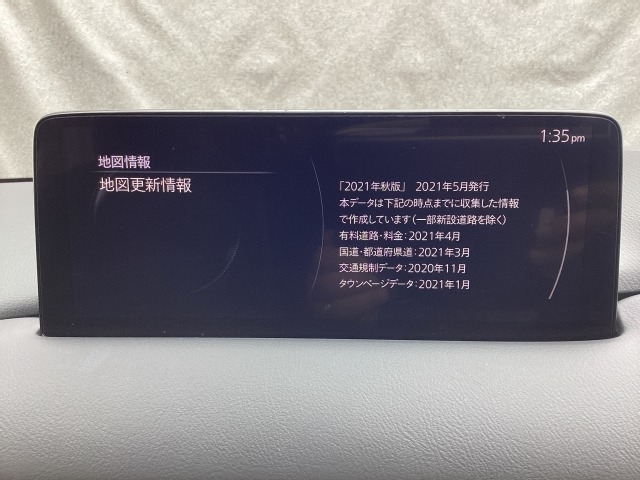 1:35 pm
地図情報
地図更新情報
「2021年秋版」 2021年5月発行
本データは下記の時点までに収集した情報
で作成しています(一部新設道路を除く)
有料道路・料金:2021年4月
国道・都道府県道:2021年3月
交通規制データ:2020年11月
タウンページデータ:2021年1月